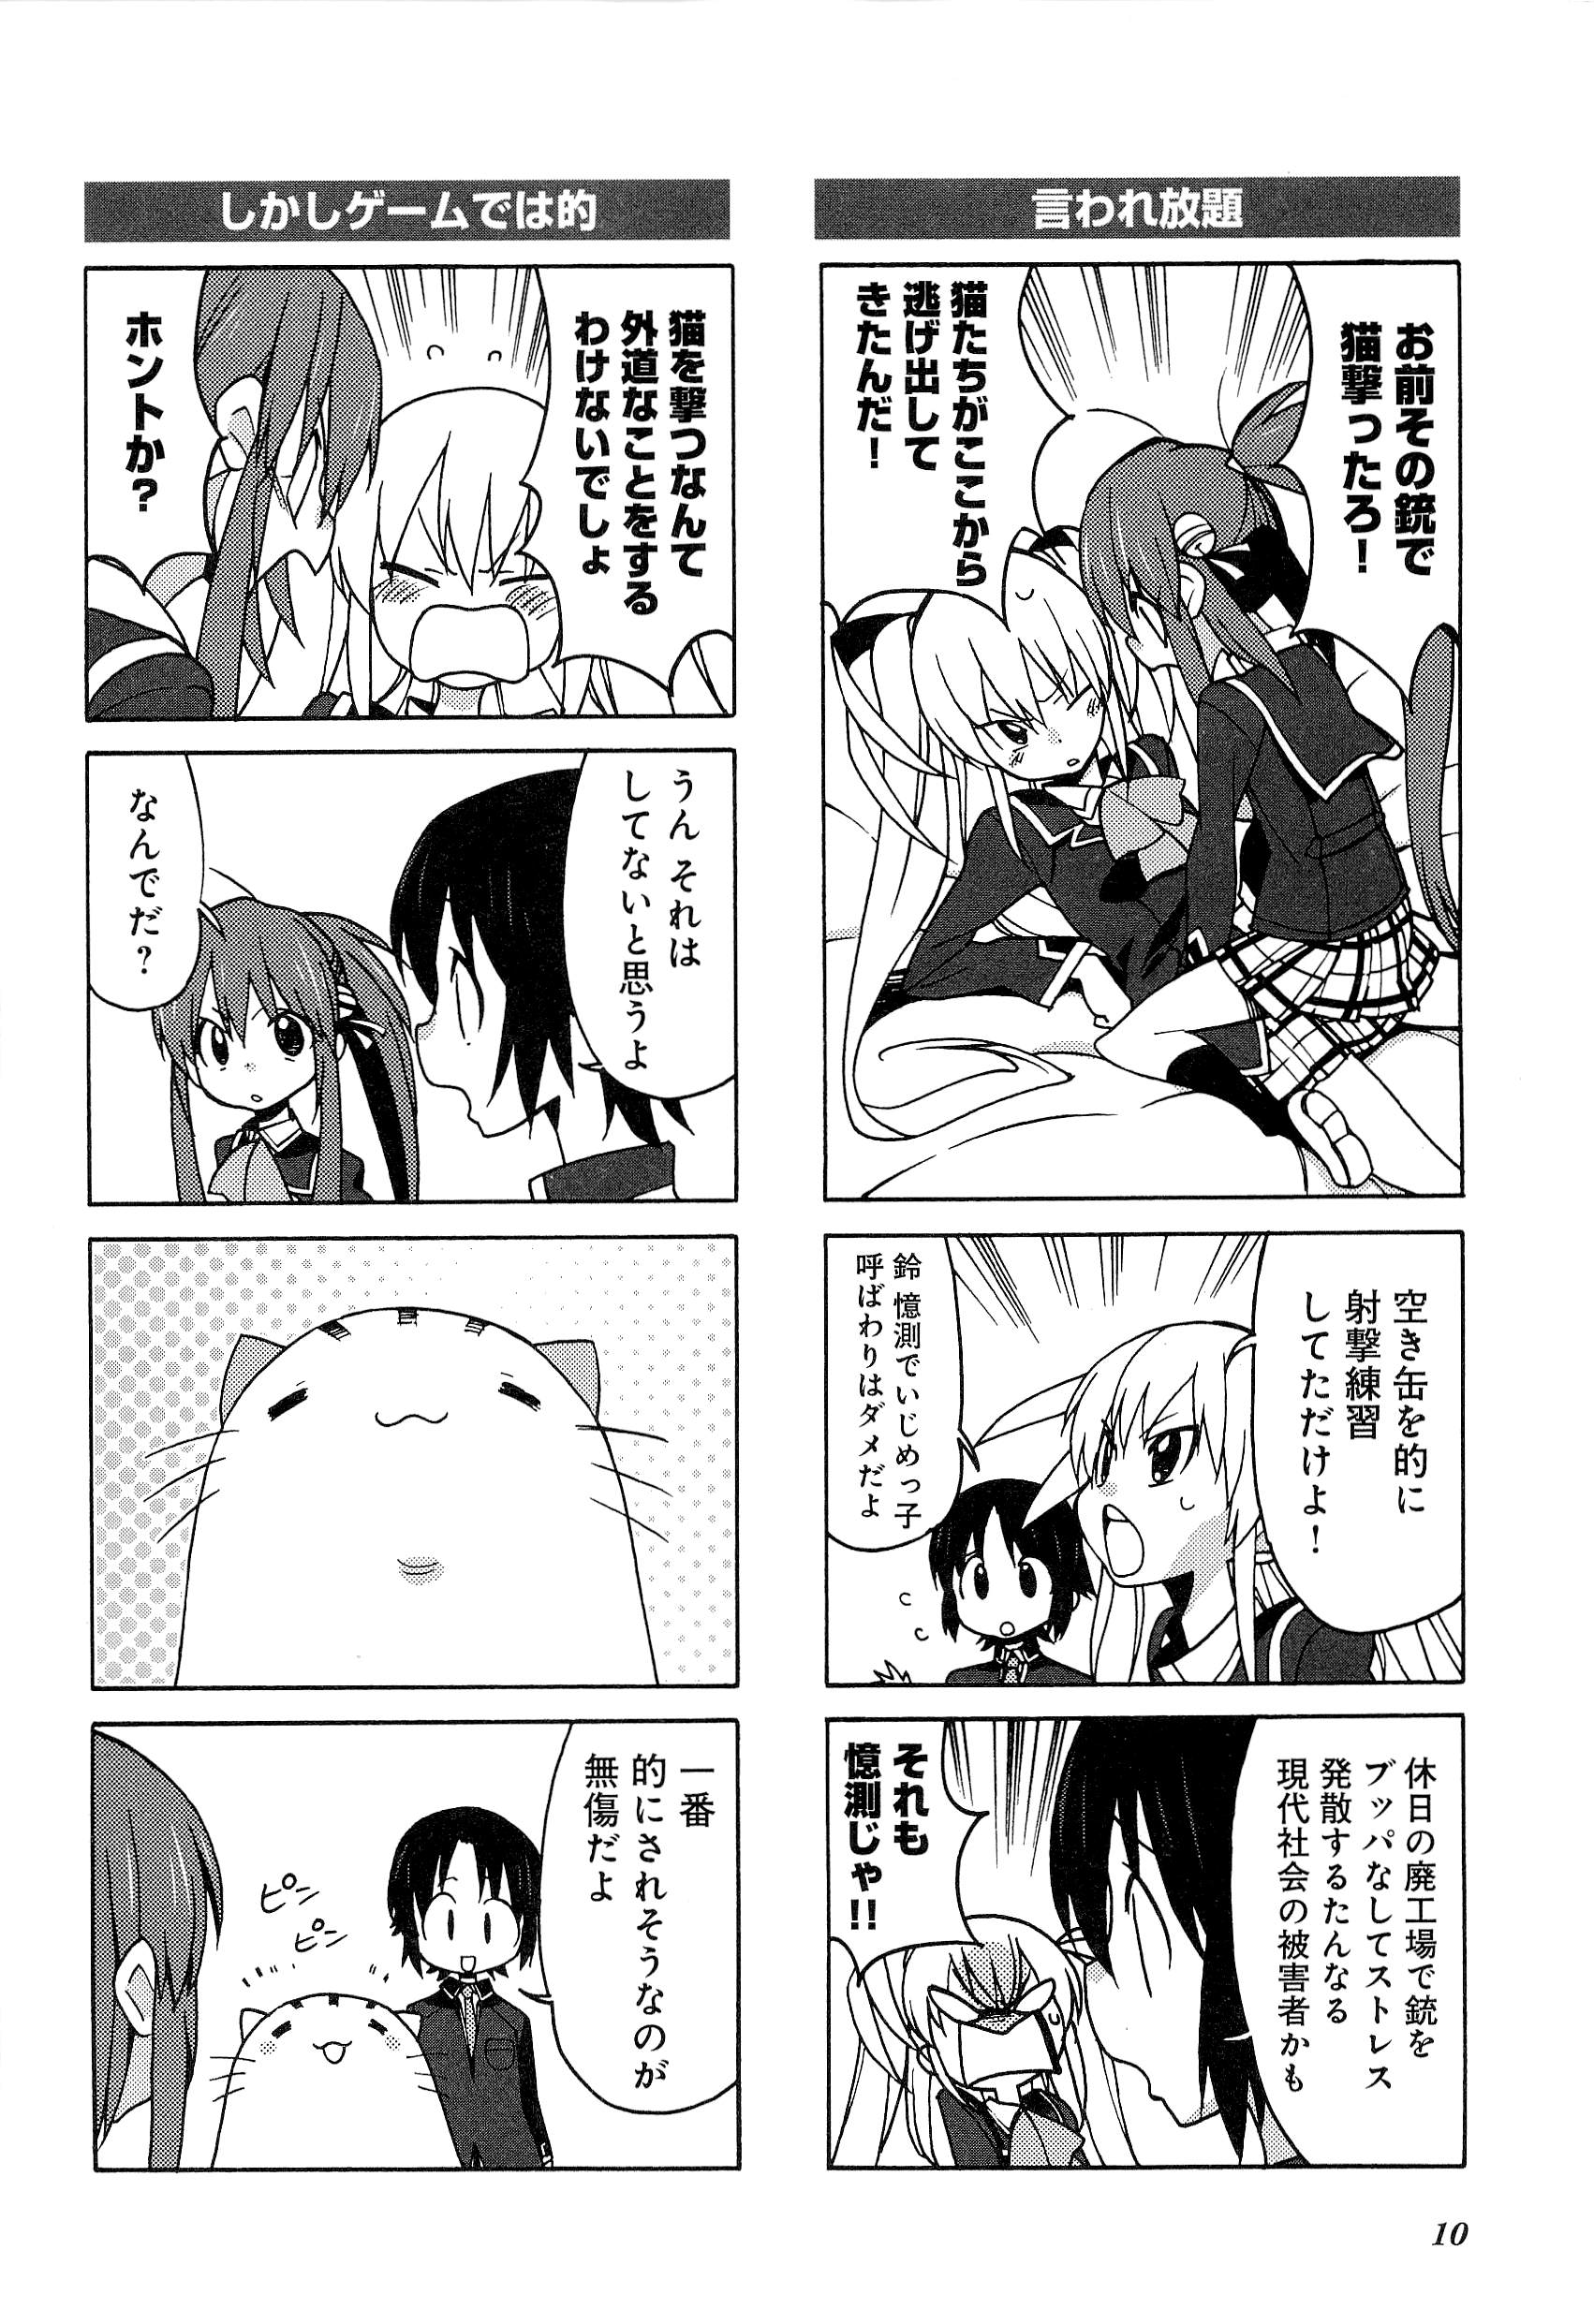 言われ放題
お前その銃で
猫撃ったろ！
猫たちがここから
逃げ出して
きたんだ！
空き缶を的に
射撃練習
してただけよ！
鈴 憶測でいじめっ子
呼ばわりはダメだよ
休日の廃工場で銃を
ブッパなしてストレス
発散するたんなる
現代社会の被害者かも
それも
憶測じゃ!!
しかしゲームでは的
猫を撃つなんて
外道なことをする
わけないでしょ
ホントか？
うん それは
してないと思うよ
なんでだ？
一番
的にされそうなのが
無傷だよ
ピン
ピン
10